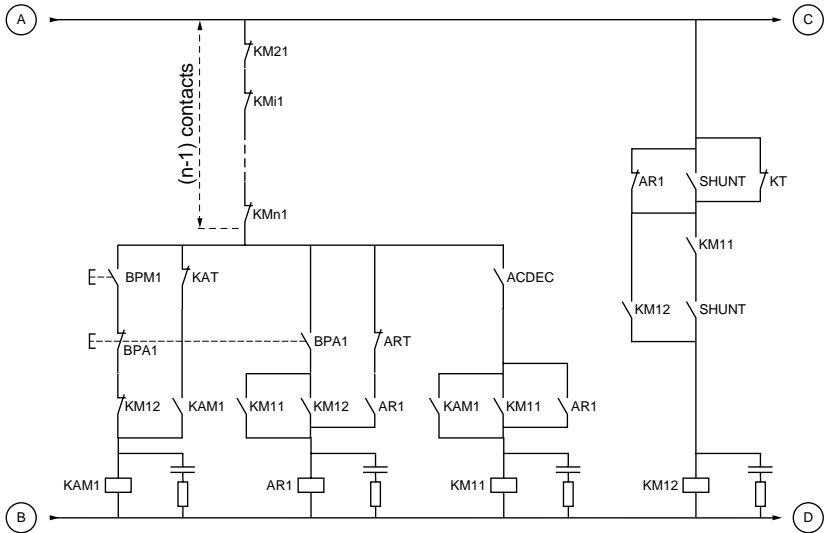 A
C
KM21
KMi1
(n-1) contacts
KMn1
AR1
SHUNT
KT
KM11
BPM1
KAT
ACDEC
KM12
SHUNT
BPA1
BPA1
ART
KM12
KAM1
KM11
KM12
AR1
KAM1
KM11
AR1
KAM1
AR1
KM11
KM12
B
D